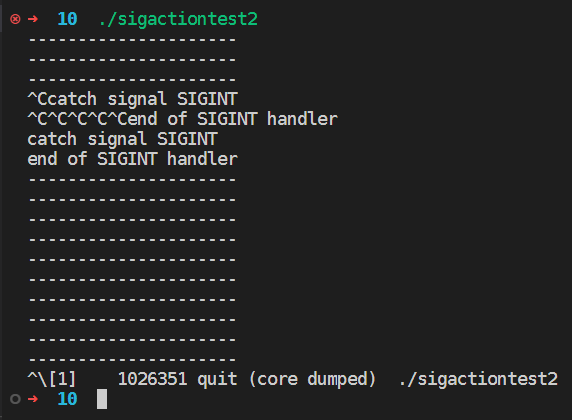 ⊗ → 10 ./sigactiontest2
---------------------
---------------------
---------------------
^Ccatch signal SIGINT
^C^C^C^C^Cend of SIGINT handler
catch signal SIGINT
end of SIGINT handler
---------------------
---------------------
---------------------
---------------------
---------------------
---------------------
---------------------
---------------------
---------------------
---------------------
^\[1]    1026351 quit (core dumped)  ./sigactiontest2
○ → 10